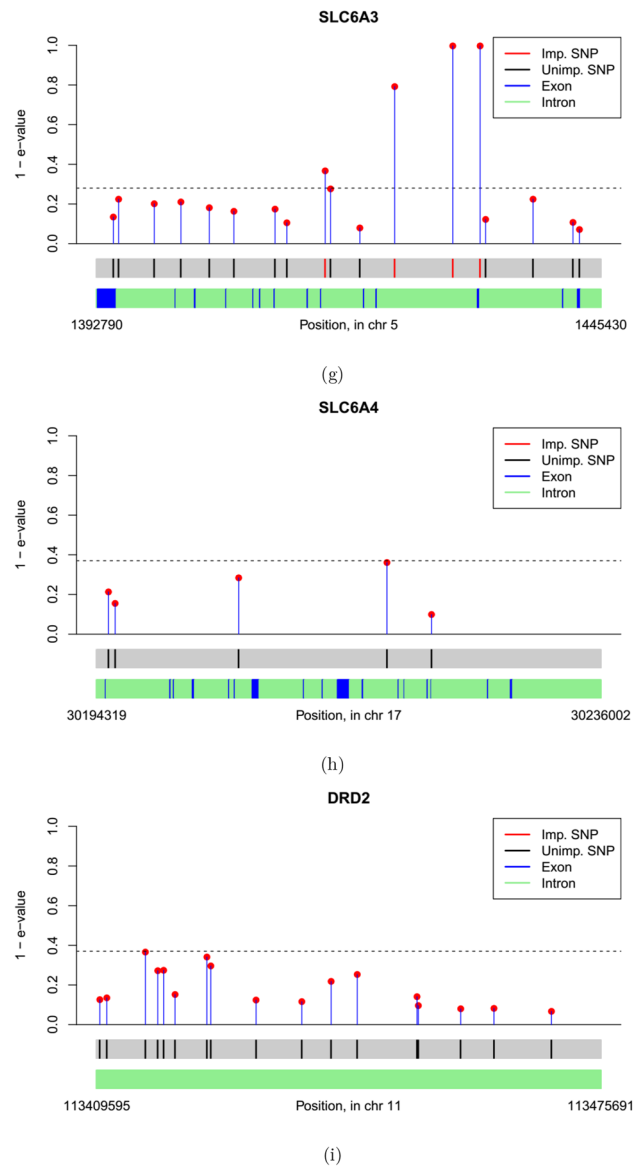 SLC6A3
1 − e−value
1.0
0.8
0.6
0.4
0.2
0.0
Imp. SNP
Unimp. SNP
Exon
Intron
1392790 Position, in chr 5 1445430
(g)
SLC6A4
1 − e−value
1.0
0.8
0.6
0.4
0.2
0.0
Imp. SNP
Unimp. SNP
Exon
Intron
30194319 Position, in chr 17 30236002
(h)
DRD2
1 − e−value
1.0
0.8
0.6
0.4
0.2
0.0
Imp. SNP
Unimp. SNP
Exon
Intron
113409595 Position, in chr 11 113475691
(i)